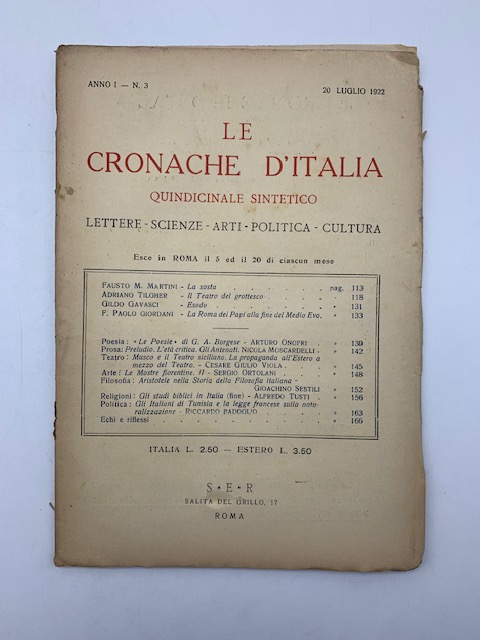 ANNO I — N. 3
20 LUGLIO 1922
LE
CRONACHE D'ITALIA
QUINDICINALE SINTETICO
LETTERE - SCIENZE - ARTI - POLITICA - CULTURA
Esce in ROMA il 5 ed il 20 di ciascun mese
FAUSTO M. MARTINI - La sosta . . . . . pag. 113
ADRIANO TILGHER - Il Teatro del grottesco . . . . » 118
GILDO GAVASCI - Esodo . . . . . » 131
F. PAOLO GIORDANI - La Roma dei Papi alla fine del Medio Evo. » 133
Poesia : «Le Poesie» di G. A. Borgese - ARTURO ONOFRI . » 139
Prosa: Preludio. L'età critica. Gli Antenati. NICOLA MOSCARDELLI - » 142
Teatro : Musco e il Teatro siciliano. La propaganda all'Estero a
mezzo del Teatro. - CESARE GIULIO VIOLA . . . » 145
Arte : Le Mostre fiorentine. II - SERGIO ORTOLANI . . » 148
Filosofia : Aristotele nella Storia della Filosofia italiana -
GIOACHINO SESTILI » 152
Religioni : Gli studi biblici in Italia (fine) - ALFREDO TUSTI . » 156
Politica : Gli Italiani di Tunisia e la legge francese sulla natu-
ralizzazione - RICCARDO BADOGLIO . . . » 163
Echi e riflessi . . . . . » 166
ITALIA L. 2.50 — ESTERO L. 3.50
S * E * R
SALITA DEL GRILLO, 17
ROMA